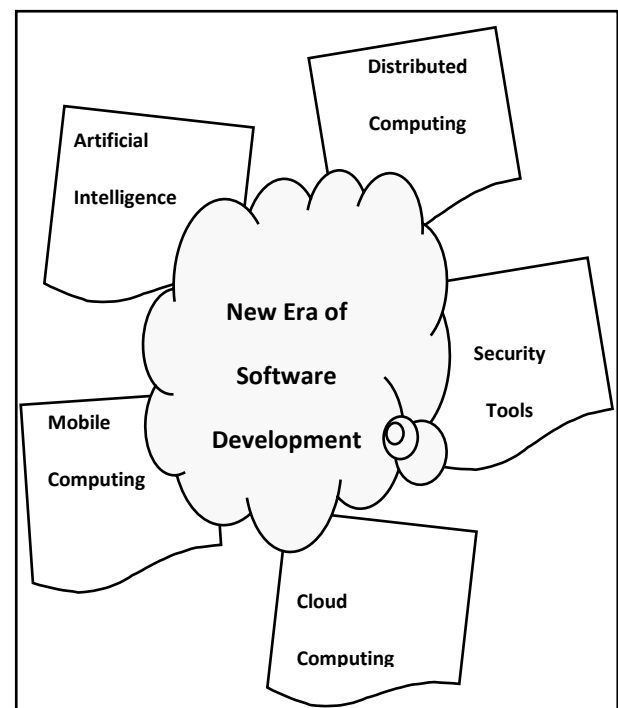 Distributed
Computing
Artificial
Intelligence
New Era of
Software
Development
Security
Tools
Mobile
Computing
Cloud
Computing